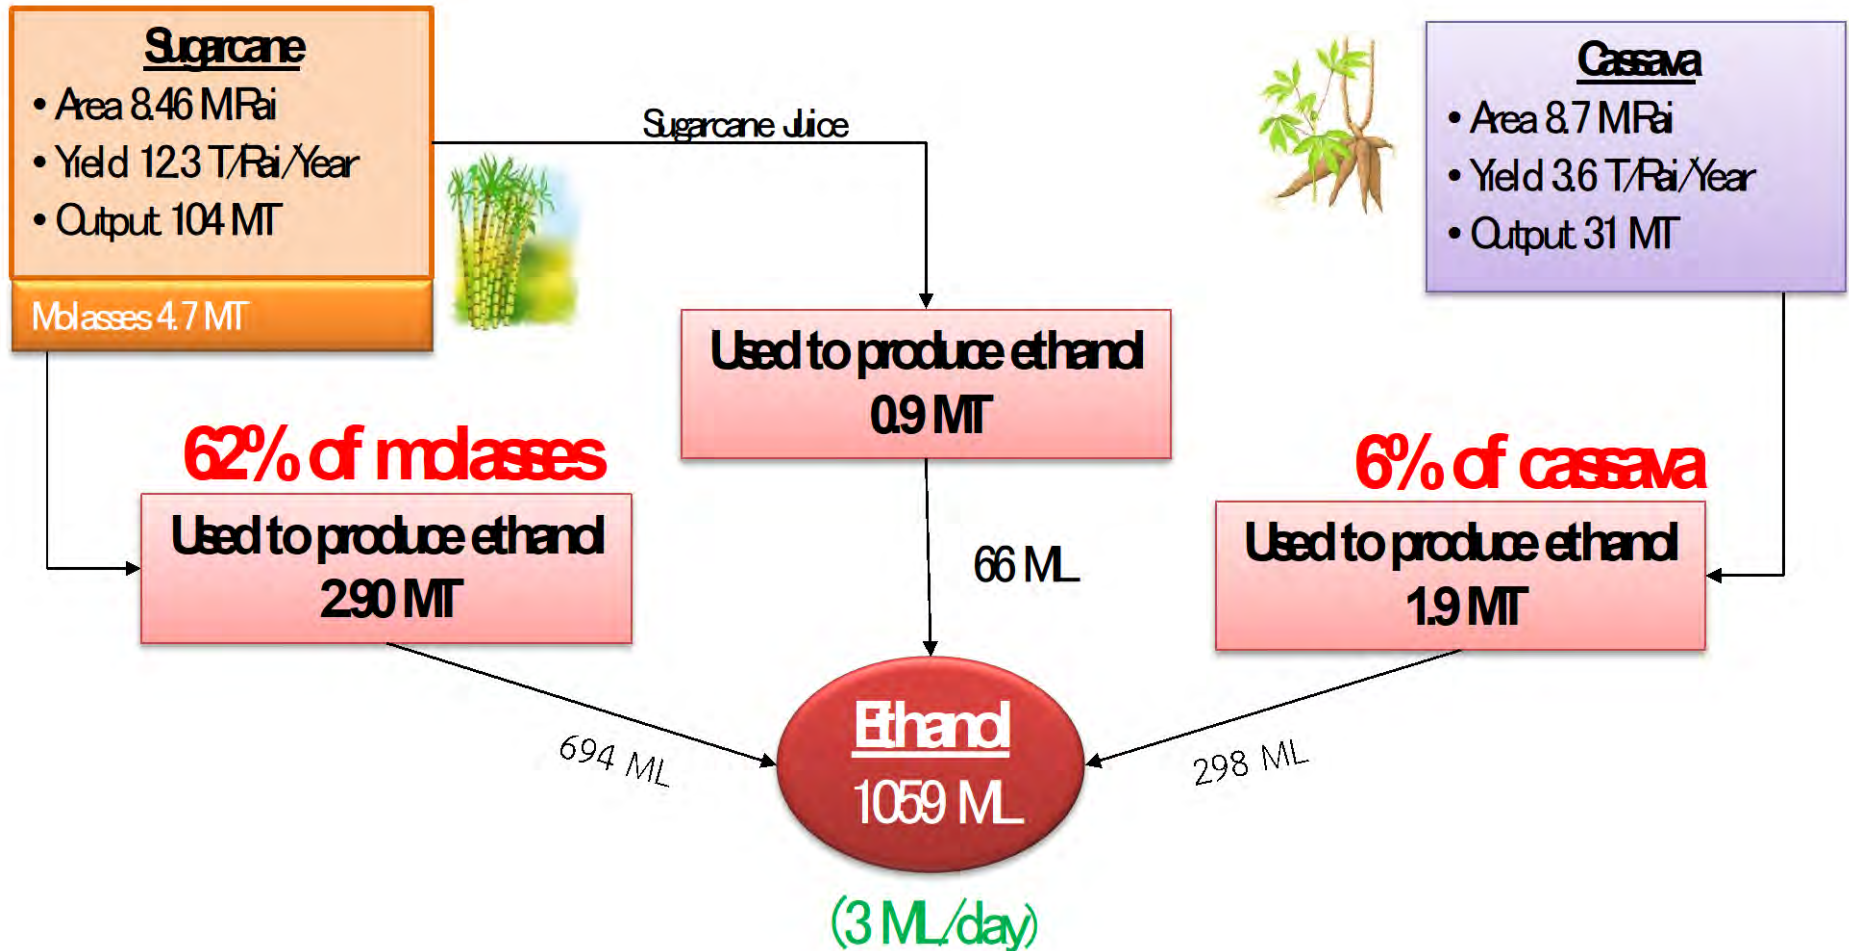 Sugarcane
• Area 8.46 M.Rai
• Yield 12.3 T/Rai/Year
• Output 104 MT
Molasses 4.7 MT
Sugarcane Juice
Cassava
• Area 8.7 M.Rai
• Yield 3.6 T/Rai/Year
• Output 31 MT
Used to produce ethanol
0.9 MT
62% of molasses
Used to produce ethanol
2.90 MT
6% of cassava
Used to produce ethanol
1.9 MT
66 ML
694 ML
298 ML
Ethanol
1059 ML
(3 ML/day)